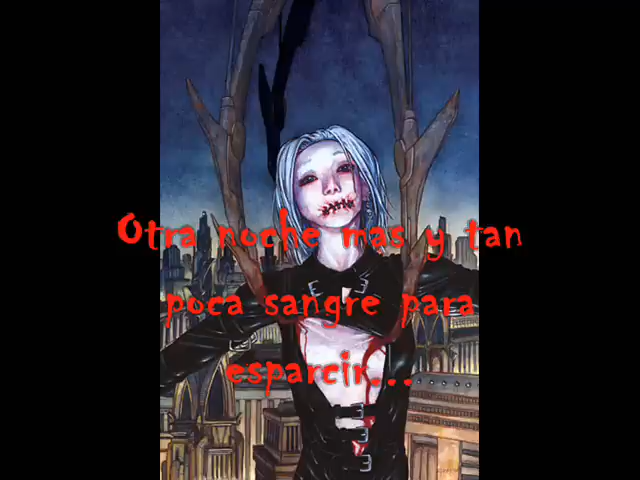 Otra noche mas y tan
poca sangre para
esparcir...